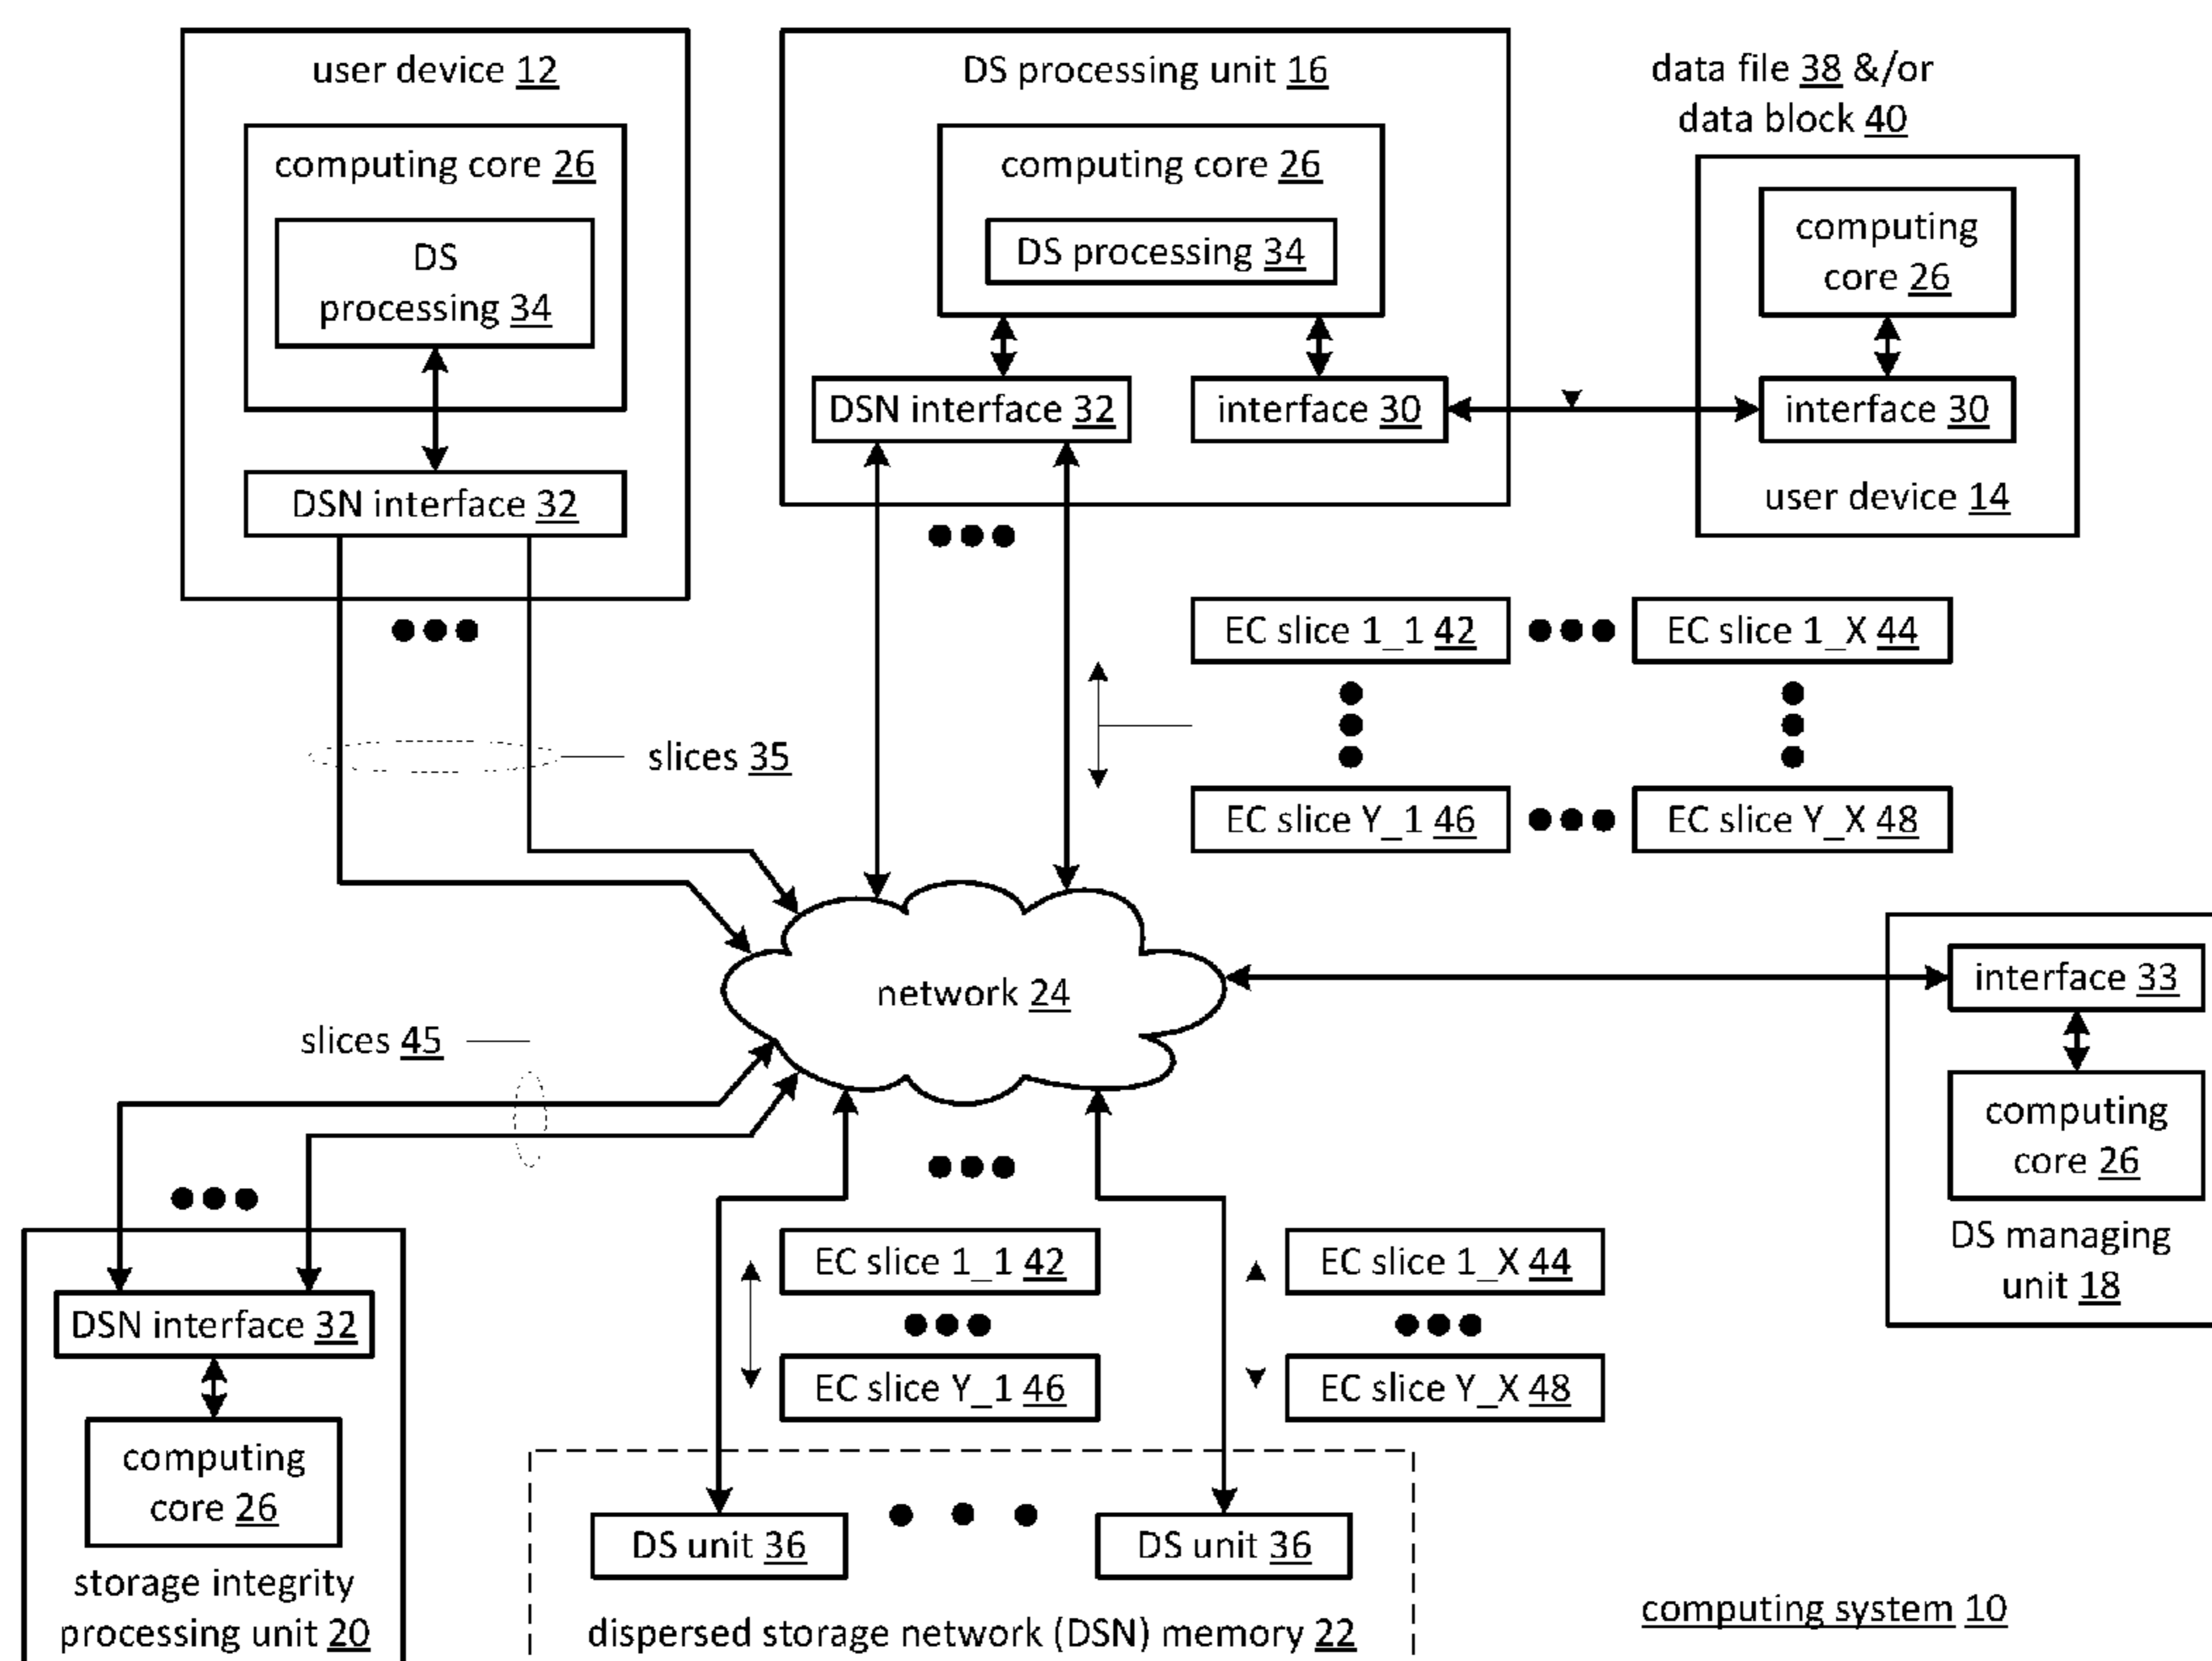 user device 12
computing core 26
DS
processing 34
DSN interface 32
DS processing unit 16
computing core 26
DS processing 34
DSN interface 32
interface 30
data file 38 &/or
data block 40
computing
core 26
interface 30
user device 14
slices 35
EC slice 1_1 42
EC slice 1_X 44
EC slice Y_1 46
EC slice Y_X 48
network 24
interface 33
computing
core 26
DS managing
unit 18
slices 45
DSN interface 32
computing
core 26
storage integrity
processing unit 20
EC slice 1_1 42
EC slice Y_1 46
EC slice 1_X 44
EC slice Y_X 48
DS unit 36
DS unit 36
dispersed storage network (DSN) memory 22
computing system 10